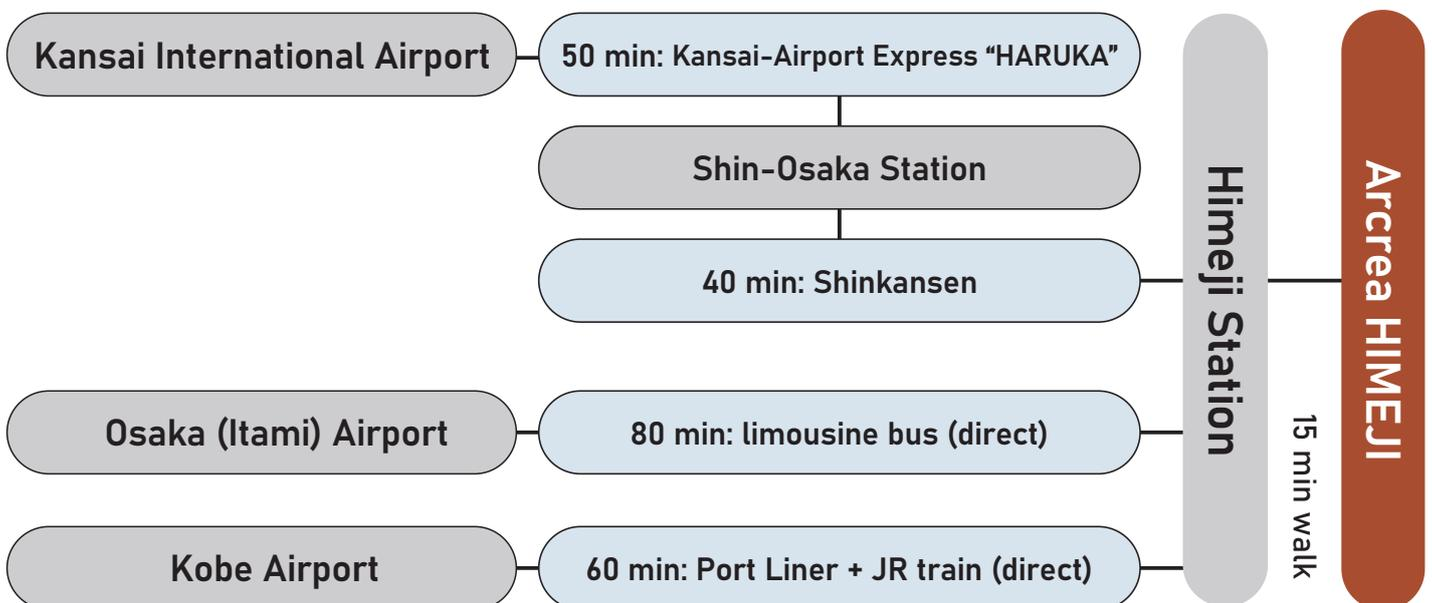 Kansai International Airport
50 min: Kansai-Airport Express “HARUKA”
Shin-Osaka Station
40 min: Shinkansen
Osaka (Itami) Airport
80 min: limousine bus (direct)
Kobe Airport
60 min: Port Liner + JR train (direct)
Himeji Station
15 min walk
Arcrea HIMEJI